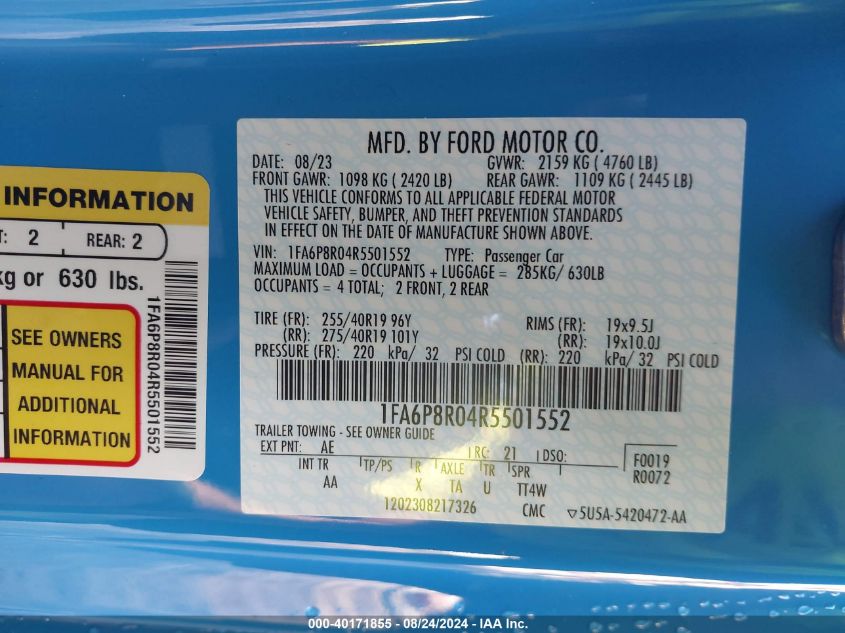 INFORMATION
T: 2 REAR: 2
kg or 630 lbs.
SEE OWNERS
MANUAL FOR
ADDITIONAL
INFORMATION
1FA6P8R04R5501552
MFD. BY FORD MOTOR CO.
DATE: 08/23 GVWR: 2159 KG ( 4760 LB)
FRONT GAWR: 1098 KG ( 2420 LB) REAR GAWR: 1109 KG ( 2445 LB)
THIS VEHICLE CONFORMS TO ALL APPLICABLE FEDERAL MOTOR
VEHICLE SAFETY, BUMPER, AND THEFT PREVENTION STANDARDS
IN EFFECT ON THE DATE OF MANUFACTURE SHOWN ABOVE.
VIN: 1FA6P8R04R5501552 TYPE: Passenger Car
MAXIMUM LOAD = OCCUPANTS + LUGGAGE = 285KG/ 630LB
OCCUPANTS = 4 TOTAL; 2 FRONT, 2 REAR
TIRE (FR): 255/40R19 96Y RIMS (FR): 19x9.5J
(RR): 275/40R19 101Y (RR): 19x10.0J
PRESSURE (FR): 220 kPa/ 32 PSI COLD (RR): 220 kPa/ 32 PSI COLD
1FA6P8R04R5501552
TRAILER TOWING - SEE OWNER GUIDE
EXT PNT: AE RC: 21 DSO: F0019
R0072
INT TR TP/PS R AXLE TR SPR
AA X TA U TT4W
1202308217326 CMC ▽5U5A-5420472-AA
000-40171855 - 08/24/2024 - IAA Inc.